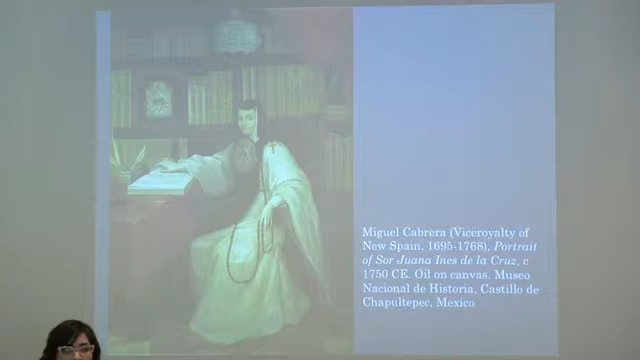 Miguel Cabrera (Viceroyalty of
New Spain, 1695-1768), Portrait
of Sor Juana Ines de la Cruz, c
1750 CE. Oil on canvas. Museo
Nacional de Historia, Castillo de
Chapultepec, Mexico